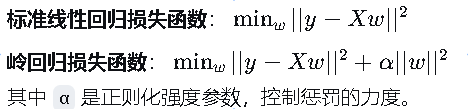 标准线性回归损失函数： min_w ||y − Xw||²
岭回归损失函数： min_w ||y − Xw||² + α||w||²
其中 α 是正则化强度参数，控制惩罚的力度。